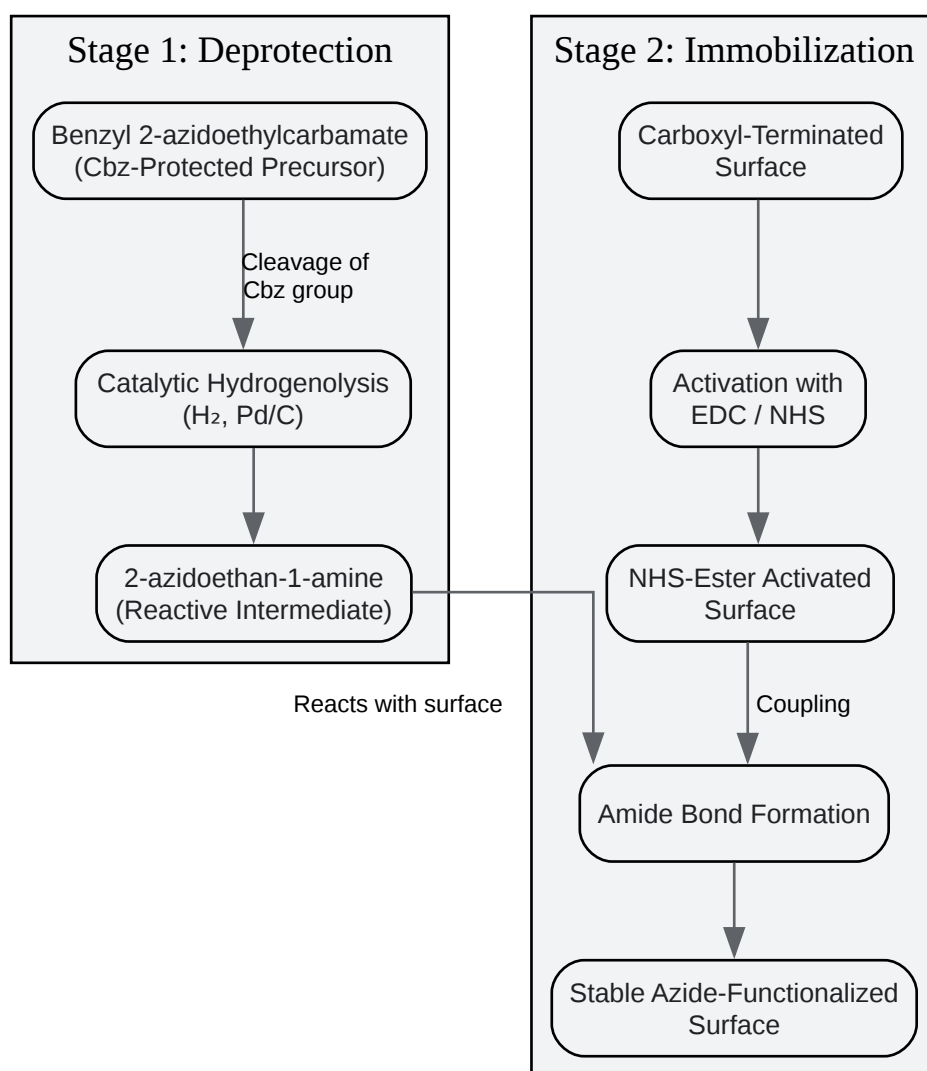 Stage 1: Deprotection
Benzyl 2-azidoethylcarbamate
(Cbz-Protected Precursor)
Cleavage of
Cbz group
Catalytic Hydrogenolysis
(H₂, Pd/C)
2-azidoethan-1-amine
(Reactive Intermediate)
Reacts with surface
Stage 2: Immobilization
Carboxyl-Terminated
Surface
Activation with
EDC / NHS
NHS-Ester Activated
Surface
Coupling
Amide Bond Formation
Stable Azide-Functionalized
Surface